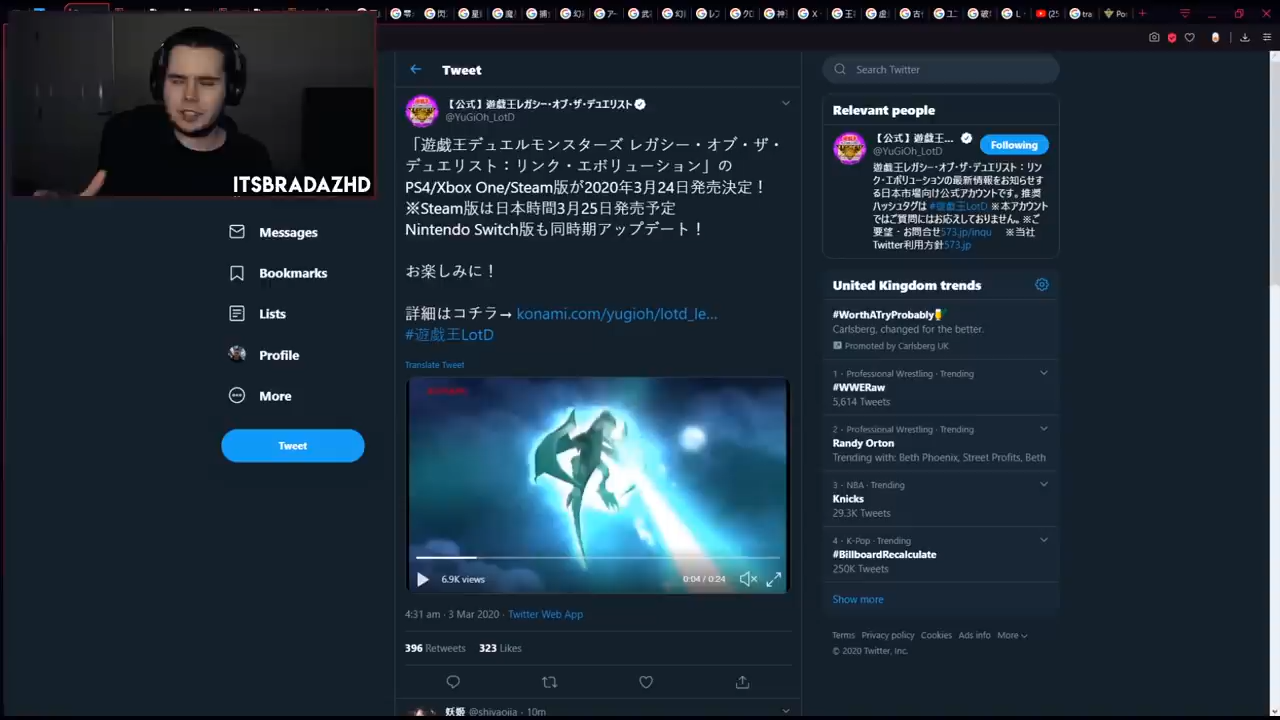 ITSBRADAZHD
Messages
Bookmarks
Lists
Profile
More
Tweet
Tweet
【公式】遊戯王レガシー・オブ・ザ・デュエリスト
@YuGiOh_LotD
「遊戯王デュエルモンスターズ レガシー・オブ・ザ・
デュエリスト：リンク・エボリューション」の
PS4/Xbox One/Steam版が2020年3月24日発売決定！
※Steam版は日本時間3月25日発売予定
Nintendo Switch版も同時期アップデート！
お楽しみに！
詳細はコチラ→ konami.com/yugioh/lotd_le...
#遊戯王LotD
Translate Tweet
KONAMI
6.9K views
0:04 / 0:24
4:31 am · 3 Mar 2020 · Twitter Web App
396 Retweets 323 Likes
妖姫 @shivaojia · 10m
Search Twitter
Relevant people
【公式】遊戯王...
@YuGiOh_LotD
Following
遊戯王レガシー・オブ・ザ・デュエリスト：リン
ク・エボリューションの最新情報をお知らせす
る日本市場向け公式アカウントです。推奨
ハッシュタグは #遊戯王LotD ※本アカウント
ではご質問にはお応えしておりません。※ご
要望・お問合せ573.jp/inqu ※当社
Twitter利用方針573.jp
United Kingdom trends
#WorthATryProbably
Carlsberg, changed for the better.
Promoted by Carlsberg UK
1 · Professional Wrestling · Trending
#WWERaw
5,614 Tweets
2 · Professional Wrestling · Trending
Randy Orton
Trending with: Beth Phoenix, Street Profits, Beth
3 · NBA · Trending
Knicks
29.3K Tweets
4 · K-Pop · Trending
#BillboardRecalculate
250K Tweets
Show more
Terms Privacy policy Cookies Ads info More
© 2020 Twitter, Inc.